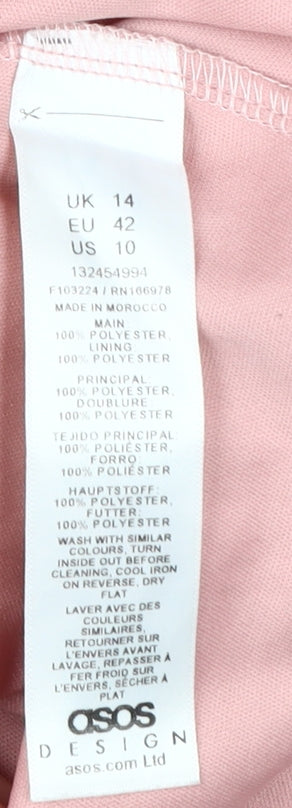 UK 14
EU 42
US 10
132454994
F103224 / RN186978
MADE IN MOROCCO
MAIN:
100% POLYESTER,
LINING
100% POLYESTER
PRINCIPAL:
100% POLYESTER,
DOUBLURE
100% POLYESTER
TEJIDO PRINCIPAL:
100% POLIÉSTER,
FORRO
100% POLIÉSTER
HAUPTSTOFF:
100% POLYESTER,
FUTTER:
100% POLYESTER
WASH WITH SIMILAR
COLOURS, TURN
INSIDE OUT BEFORE
CLEANING, COOL IRON
ON REVERSE, DRY
FLAT
LAVER AVEC DES
COULEURS
SIMILAIRES,
RETOURNER SUR
L'ENVERS AVANT
LAVAGE, REPASSER À
FER FROID SUR
L'ENVERS, SÉCHER À
PLAT
asos
DESIGN
asos.com Ltd